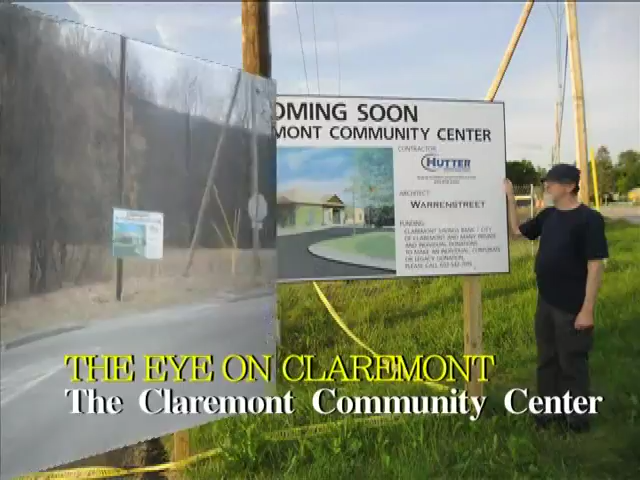 OMING SOON
MONT COMMUNITY CENTER
CONTRACTOR:
HUTTER
ARCHITECT:
WARRENSTREET
FUNDING:
CLAREMONT SAVINGS BANK / CITY
OF CLAREMONT AND MANY PRIVATE
AND INDIVIDUAL DONATIONS.
TO MAKE AN INDIVIDUAL, CORPORATE
OR LEGACY DONATION,
PLEASE CALL
THE EYE ON CLAREMONT
The Claremont Community Center